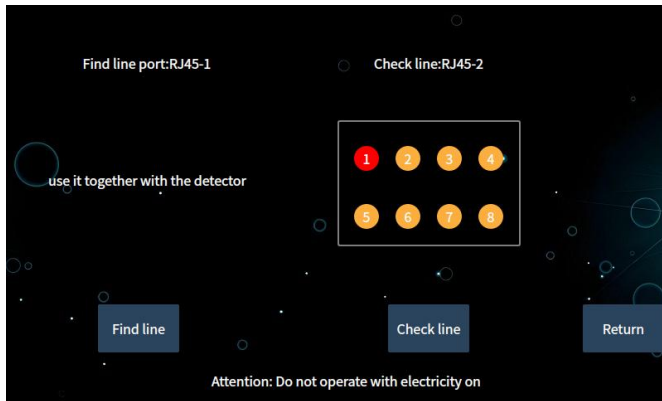 Find line port:RJ45-1
Check line:RJ45-2
use it together with the detector
1 2 3 4
5 6 7 8
Find line
Check line
Return
Attention: Do not operate with electricity on